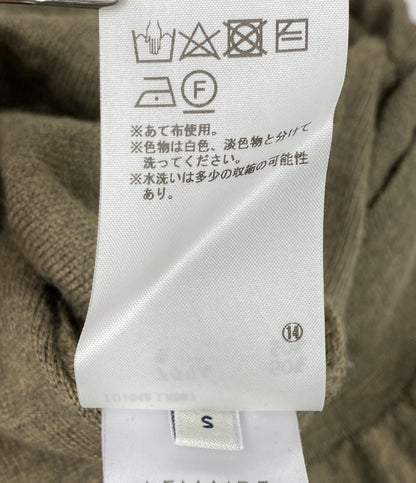 F
※あて布使用。
※色物は白色、淡色物と分けて
洗ってください。
※水洗いは多少の収縮の可能性
あり。
⑭
S